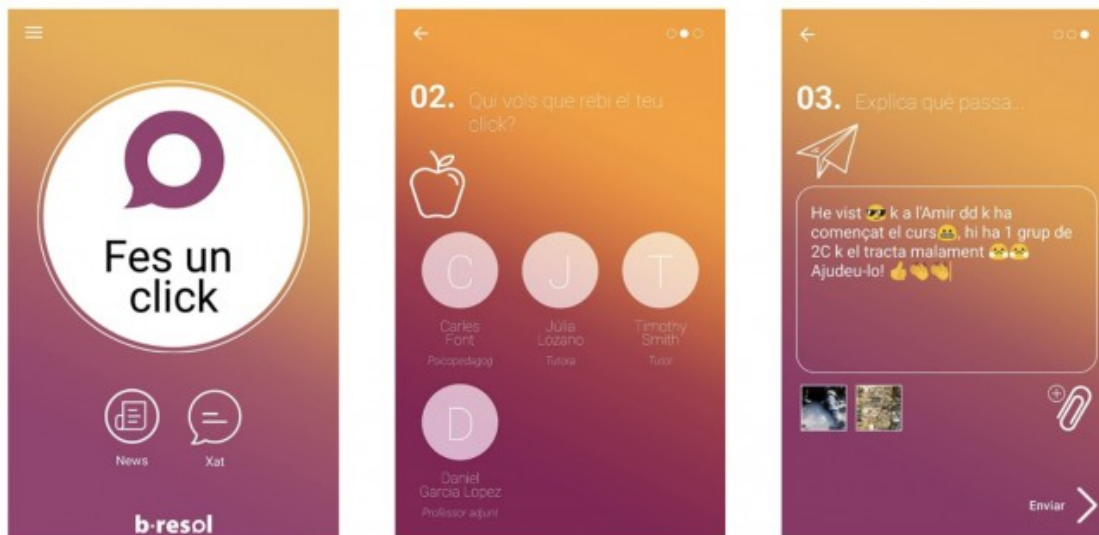 Fes un
click
News
Xat
b·resol
02. Qui vols que rebi el teu
click?
C
J
T
Carles
Font
Psicopedagog
Júlia
Lozano
Tutora
Timothy
Smith
Tutor
D
Daniel
Garcia Lopez
Professor adjunt
03. Explica què passa...
He vist 😎 k a l'Amir dd k ha
començat el curs😬, hi ha 1 grup de
2C k el tracta malament 😤😤
Ajudeu-lo! 👍👏👏
Enviar